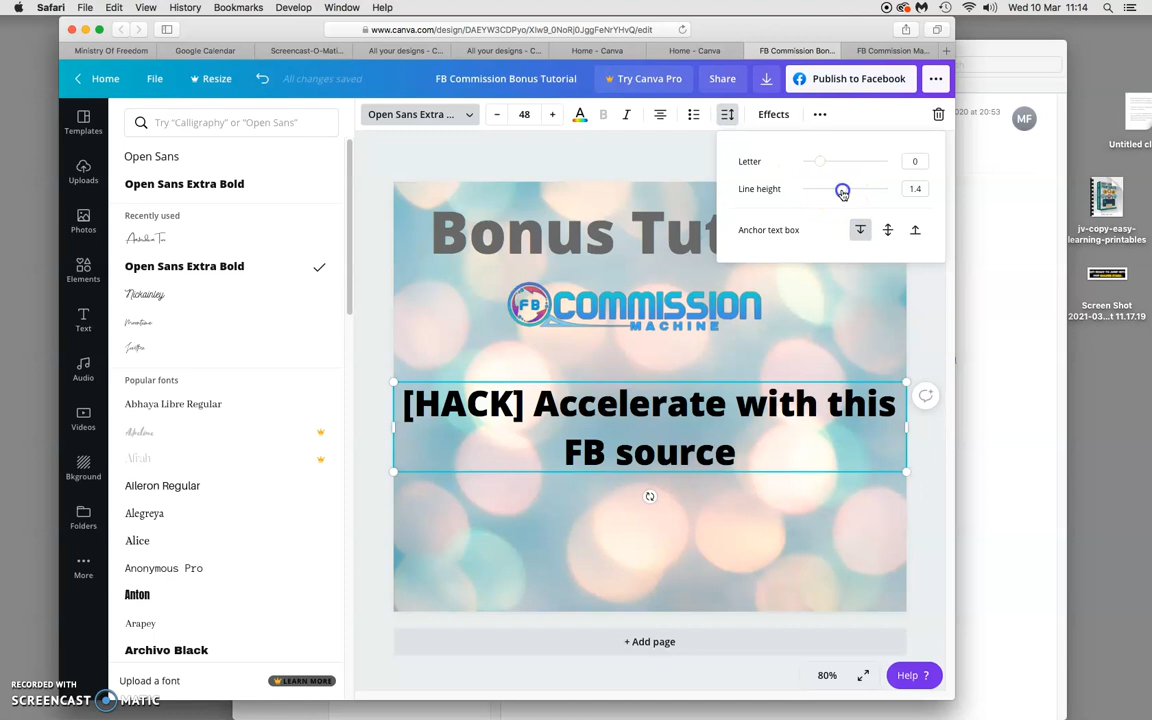 Safari File Edit View History Bookmarks Develop Window Help Wed 10 Mar 11:14
www.canva.com/design/DAEYW3CDPyo/Xlw9_0NoRj0JggFeNrYHvQ/edit
Ministry Of Freedom Google Calendar Screencast-O-Mati... All your designs – C... All your designs – C... Home – Canva Home – Canva FB Commission Bon... FB Commission Ma...
Home File Resize All changes saved FB Commission Bonus Tutorial Try Canva Pro Share Publish to Facebook
Open Sans Extra ... – 48 + A B I Effects
2020 at 20:53 MF
Templates
Uploads
Photos
Elements
Text
Audio
Videos
Bkground
Folders
More
Try "Calligraphy" or "Open Sans"
Open Sans
Open Sans Extra Bold
Recently used
Open Sans Extra Bold
Nickainley
Popular fonts
Abhaya Libre Regular
Aileron Regular
Alegreya
Alice
Anonymous Pro
Anton
Arapey
Archivo Black
Upload a font LEARN MORE
Letter 0
Line height 1.4
Anchor text box
Bonus Tut
FB COMMISSION
MACHINE
[HACK] Accelerate with this
FB source
+ Add page
80% Help ?
Untitled cl
jv-copy-easy-
learning-printables
Screen Shot
2021-03...t 11.17.19
RECORDED WITH
SCREENCAST MATIC